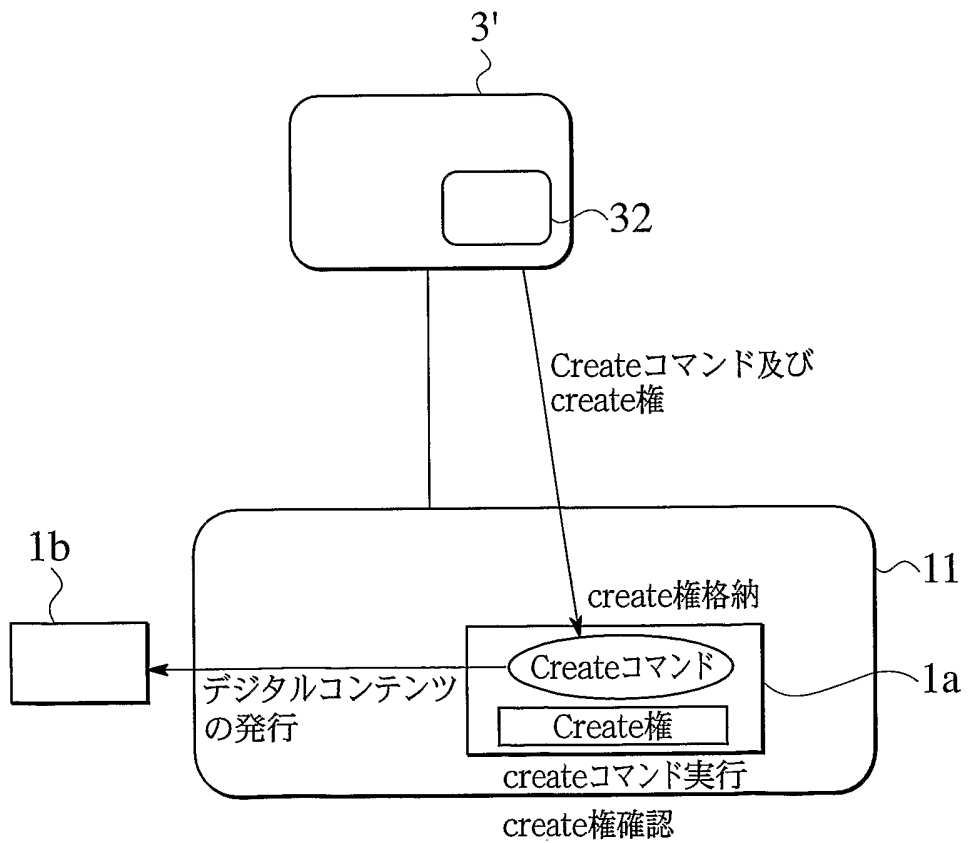 3'
32
Createコマンド及び
create権
1b
11
create権格納
Createコマンド
1a
デジタルコンテンツ
の発行
Create権
createコマンド実行
create権確認